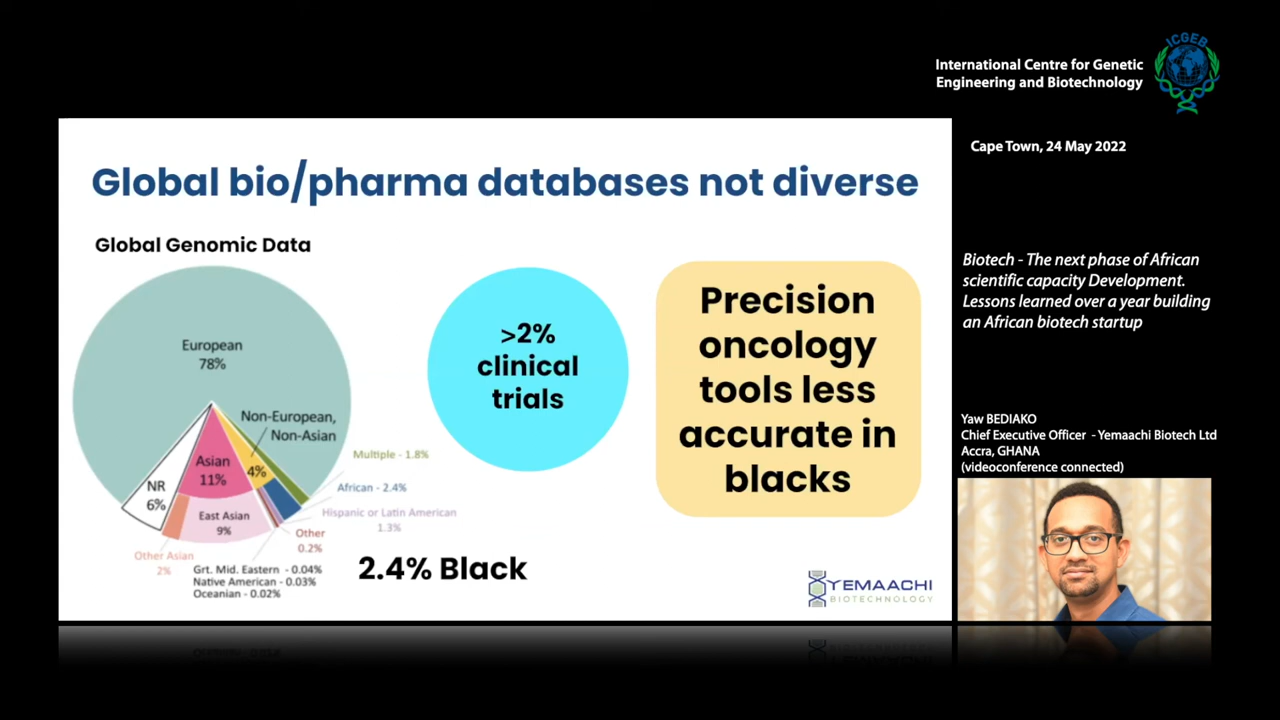 ICGEB
International Centre for Genetic
Engineering and Biotechnology
Cape Town, 24 May 2022
Global bio/pharma databases not diverse
Global Genomic Data
European
78%
Non-European,
Non-Asian
4%
Asian
11%
NR
6%
East Asian
9%
Other Asian
2%
Multiple - 1.8%
African - 2.4%
Hispanic or Latin American
1.3%
Other
0.2%
Grt. Mid. Eastern - 0.04%
Native American - 0.03%
Oceanian - 0.02%
2.4% Black
>2%
clinical
trials
Precision
oncology
tools less
accurate in
blacks
YEMAACHI
BIOTECHNOLOGY
Biotech - The next phase of African
scientific capacity Development.
Lessons learned over a year building
an African biotech startup
Yaw BEDIAKO
Chief Executive Officer - Yemaachi Biotech Ltd
Accra, GHANA
(videoconference connected)